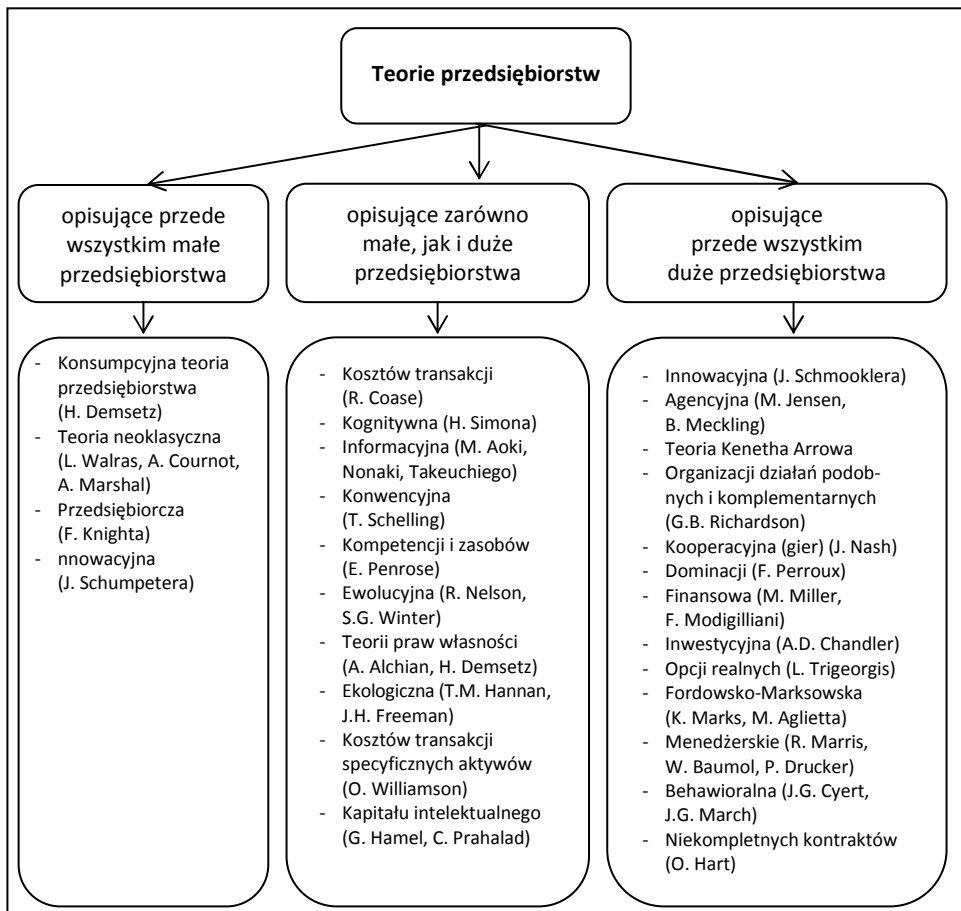 Teorie przedsiębiorstw
opisujące przede
wszystkim małe
przedsiębiorstwa
opisujące zarówno
małe, jak i duże
przedsiębiorstwa
opisujące
przede wszystkim
duże przedsiębiorstwa
- Konsumpcyjna teoria
przedsiębiorstwa
(H. Demsetz)
- Teoria neoklasyczna
(L. Walras, A. Cournot,
A. Marshal)
- Przedsiębiorcza
(F. Knighta)
- nnowacyjna
(J. Schumpetera)
- Kosztów transakcji
(R. Coase)
- Kognitywna (H. Simona)
- Informacyjna (M. Aoki,
Nonaki, Takeuchiego)
- Konwencyjna
(T. Schelling)
- Kompetencji i zasobów
(E. Penrose)
- Ewolucyjna (R. Nelson,
S.G. Winter)
- Teorii praw własności
(A. Alchian, H. Demsetz)
- Ekologiczna (T.M. Hannan,
J.H. Freeman)
- Kosztów transakcji
specyficznych aktywów
(O. Williamson)
- Kapitału intelektualnego
(G. Hamel, C. Prahalad)
- Innowacyjna (J. Schmooklera)
- Agencyjna (M. Jensen,
B. Meckling)
- Teoria Kenetha Arrowa
- Organizacji działań podob-
nych i komplementarnych
(G.B. Richardson)
- Kooperacyjna (gier) (J. Nash)
- Dominacji (F. Perroux)
- Finansowa (M. Miller,
F. Modigilliani)
- Inwestycyjna (A.D. Chandler)
- Opcji realnych (L. Trigeorgis)
- Fordowsko-Marksowska
(K. Marks, M. Aglietta)
- Menedżerskie (R. Marris,
W. Baumol, P. Drucker)
- Behawioralna (J.G. Cyert,
J.G. March)
- Niekompletnych kontraktów
(O. Hart)